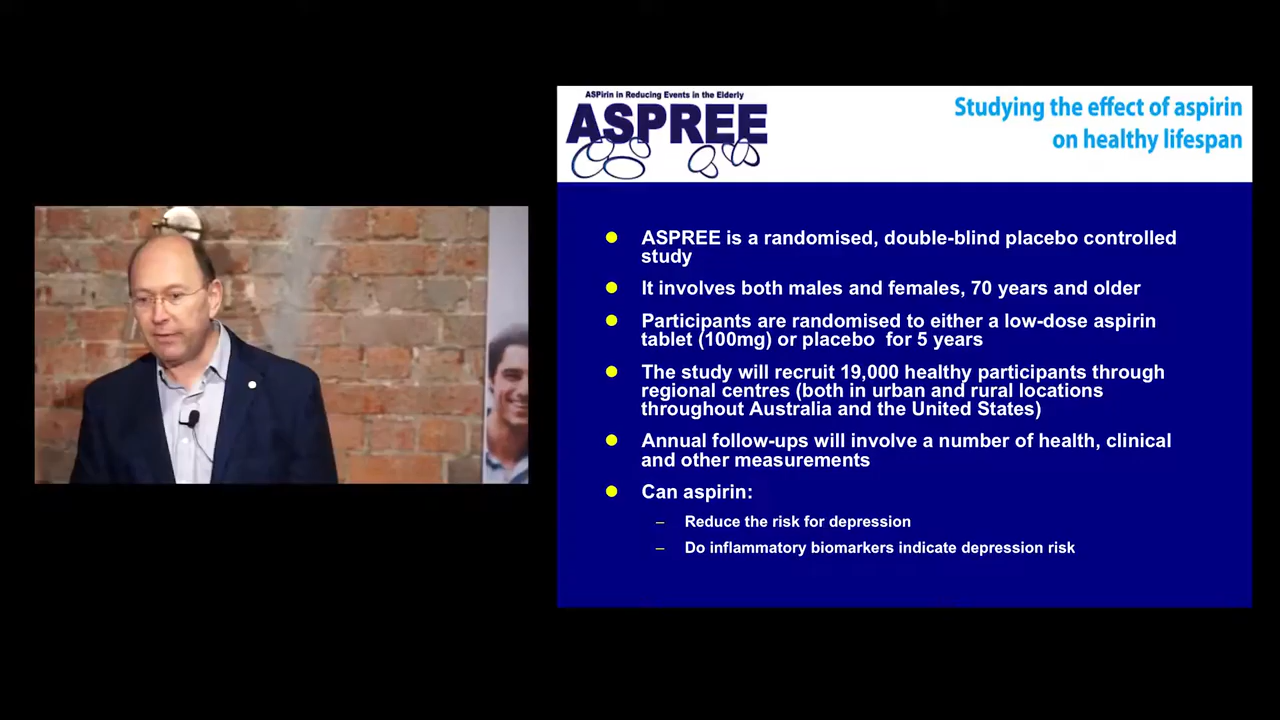 ASPirin in Reducing Events in the Elderly
ASPREE
Studying the effect of aspirin
on healthy lifespan
ASPREE is a randomised, double-blind placebo controlled
study
It involves both males and females, 70 years and older
Participants are randomised to either a low-dose aspirin
tablet (100mg) or placebo for 5 years
The study will recruit 19,000 healthy participants through
regional centres (both in urban and rural locations
throughout Australia and the United States)
Annual follow-ups will involve a number of health, clinical
and other measurements
Can aspirin:
– Reduce the risk for depression
– Do inflammatory biomarkers indicate depression risk